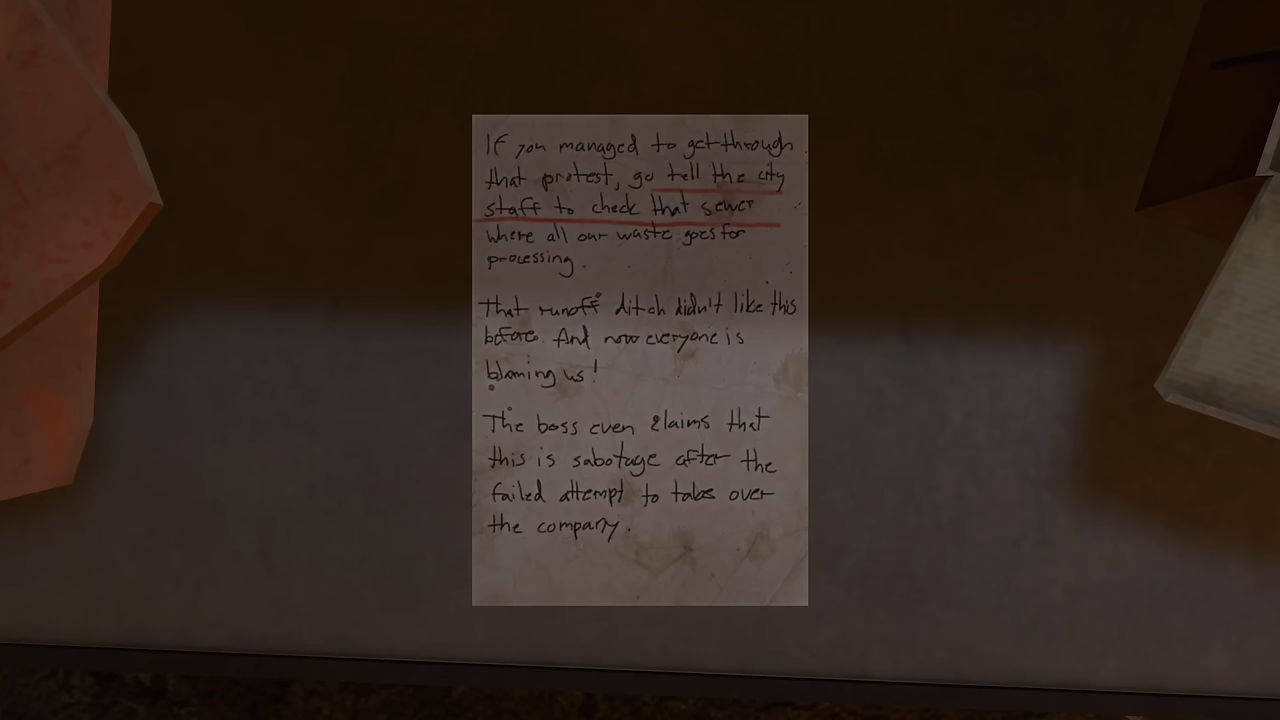 If you managed to get through
that protest, go tell the city
staff to check that sewer
where all our waste goes for
processing.
That runoff ditch didn't like this
before. And now everyone is
blaming us!
The boss even claims that
this is sabotage after the
failed attempt to take over
the company.